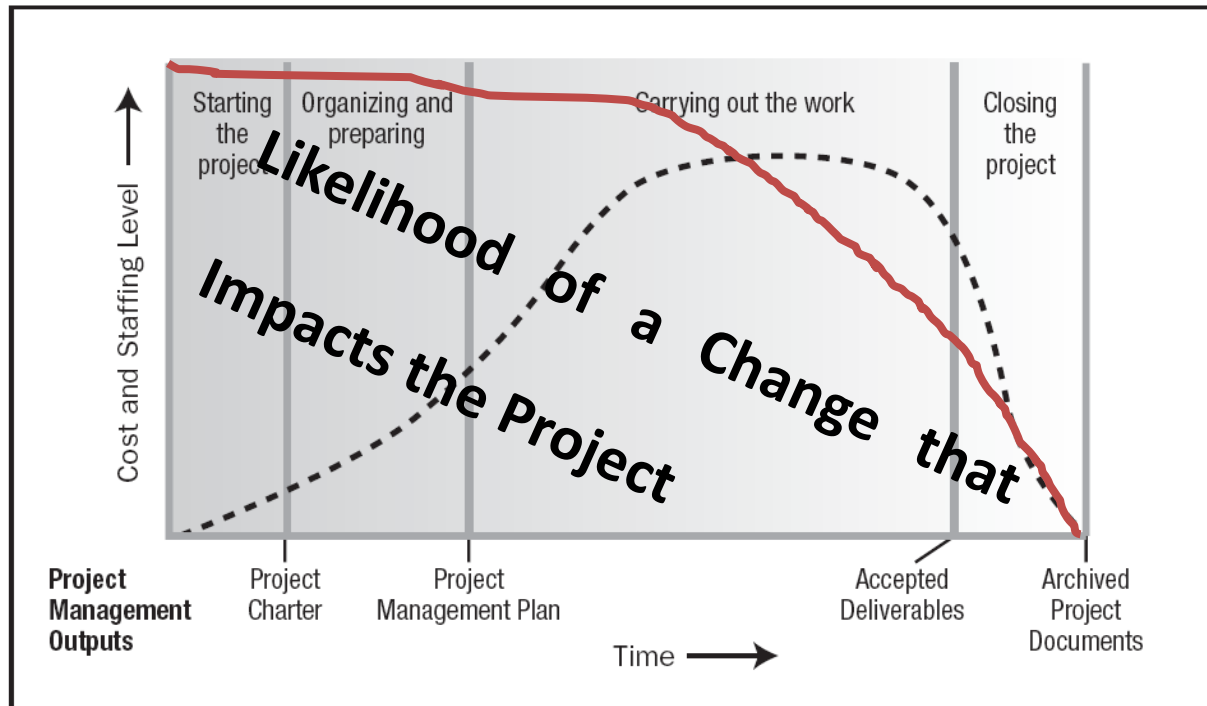 Starting
the
project
Organizing and
preparing
Carrying out the work
Closing
the
project
Likelihood of a Change that
Impacts the Project
Cost and Staffing Level
Project
Management
Outputs
Project
Charter
Project
Management Plan
Accepted
Deliverables
Archived
Project
Documents
Time